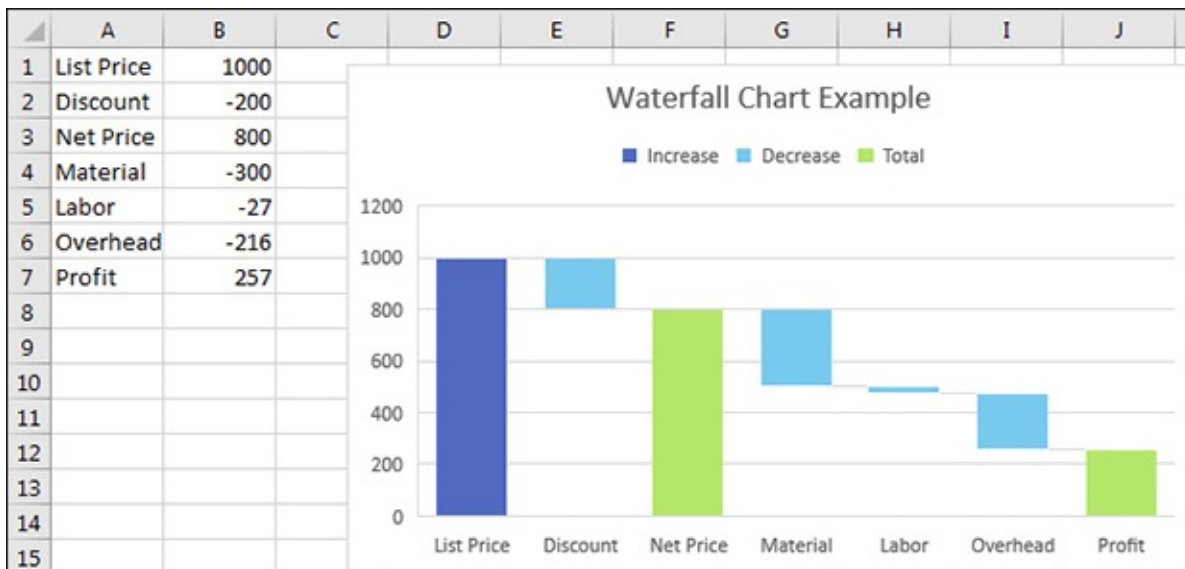 A B C D E F G H I J
1 List Price 1000
2 Discount -200
3 Net Price 800
4 Material -300
5 Labor -27
6 Overhead -216
7 Profit 257
8
9
10
11
12
13
14
15
Waterfall Chart Example
Increase Decrease Total
1200
1000
800
600
400
200
0
List Price Discount Net Price Material Labor Overhead Profit